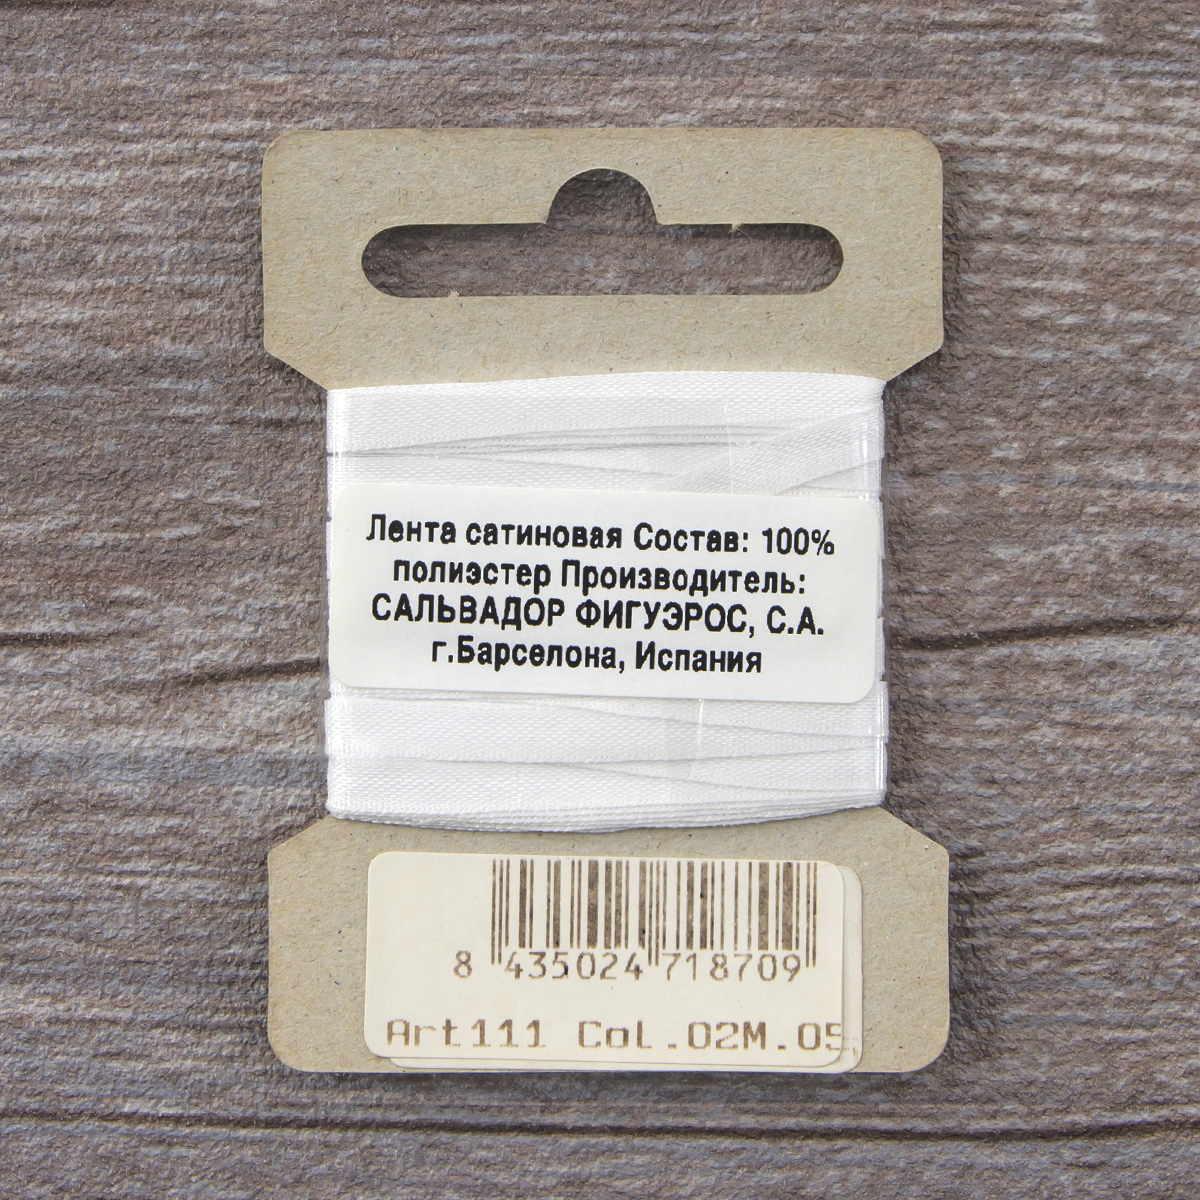 Лента сатиновая Состав: 100%
полиэстер Производитель:
САЛЬВАДОР ФИГУЭРОС, С.А.
г.Барселона, Испания
8 435024 718709
Art111 Col.02M.05